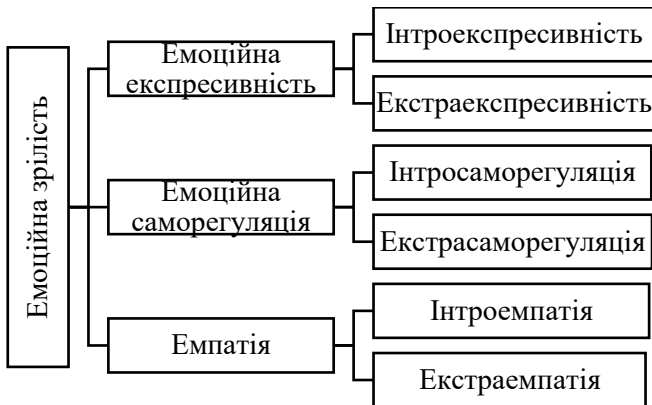 Емоційна зрілість
Емоційна
експресивність
Інтроекспресивність
Екстраекспресивність
Емоційна
саморегуляція
Інтросаморегуляція
Екстрасаморегуляція
Емпатія
Інтроемпатія
Екстраемпатія